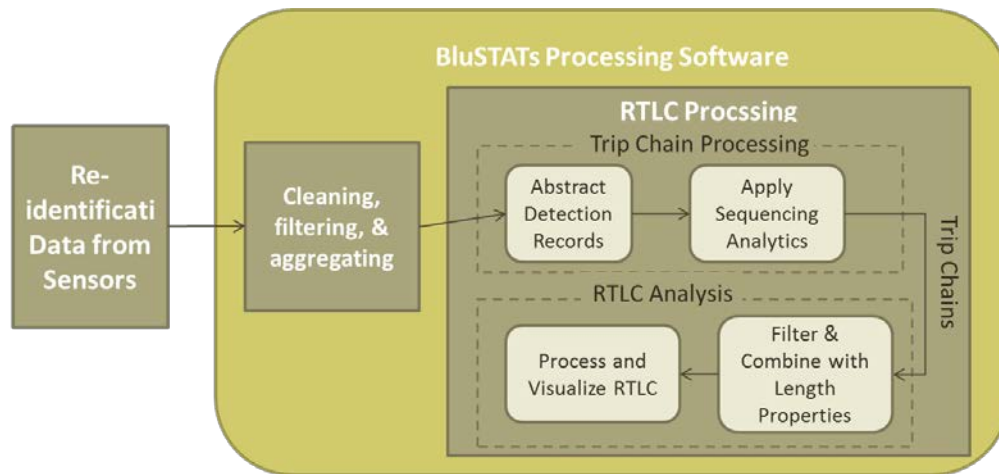 BluSTATs Processing Software
RTLC Procssing
Trip Chain Processing
Re-
identificati
Data from
Sensors
Cleaning,
filtering, &
aggregating
Abstract
Detection
Records
Apply
Sequencing
Analytics
Trip Chains
RTLC Analysis
Filter &
Combine with
Length
Properties
Process and
Visualize RTLC